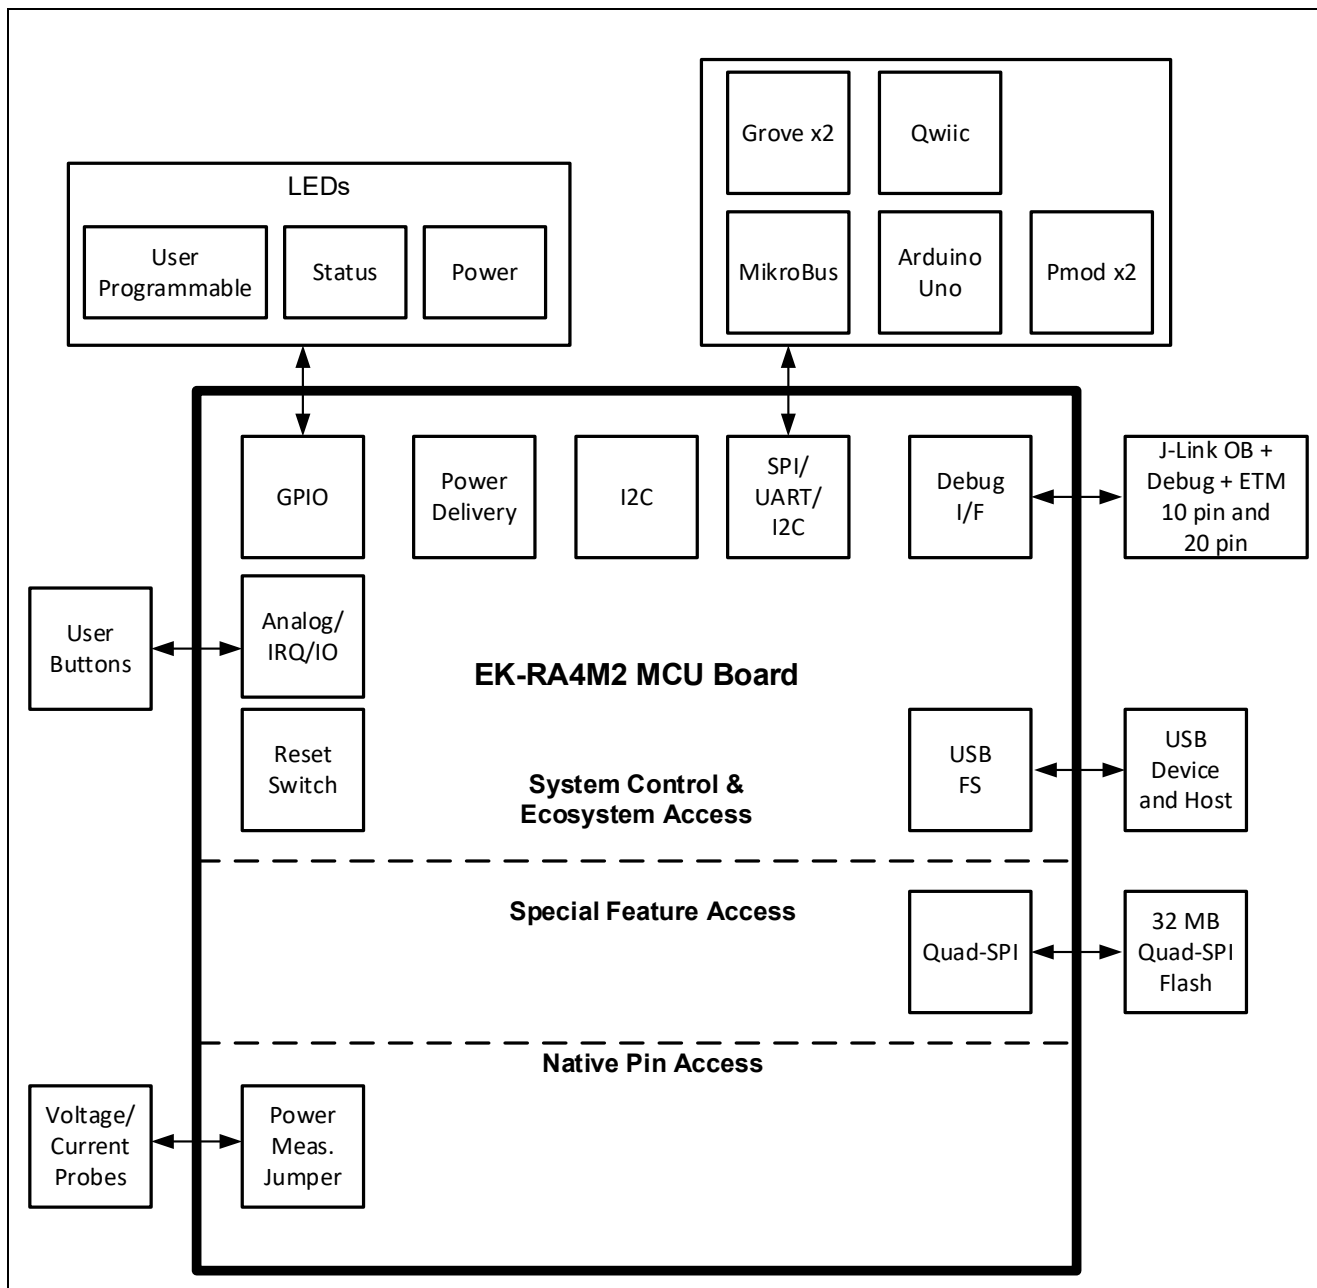 Grove x2
Qwiic
LEDs
User
Programmable
Status
Power
MikroBus
Arduino
Uno
Pmod x2
GPIO
Power
Delivery
I2C
SPI/
UART/
I2C
Debug
I/F
J-Link OB +
Debug + ETM
10 pin and
20 pin
User
Buttons
Analog/
IRQ/IO
EK-RA4M2 MCU Board
Reset
Switch
System Control &
Ecosystem Access
USB
FS
USB
Device
and Host
Special Feature Access
Quad-SPI
32 MB
Quad-SPI
Flash
Native Pin Access
Voltage/
Current
Probes
Power
Meas.
Jumper